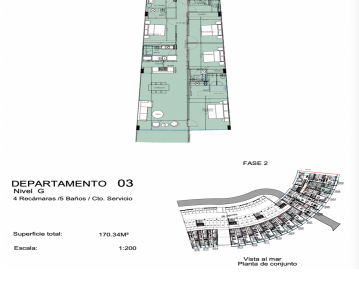 FASE 2
DEPARTAMENTO 03
Nivel G
4 Recámaras /5 Baños / Cto. Servicio
Superficie total: 170.34M²
Escala: 1:200
Vista al mar
Planta de conjunto